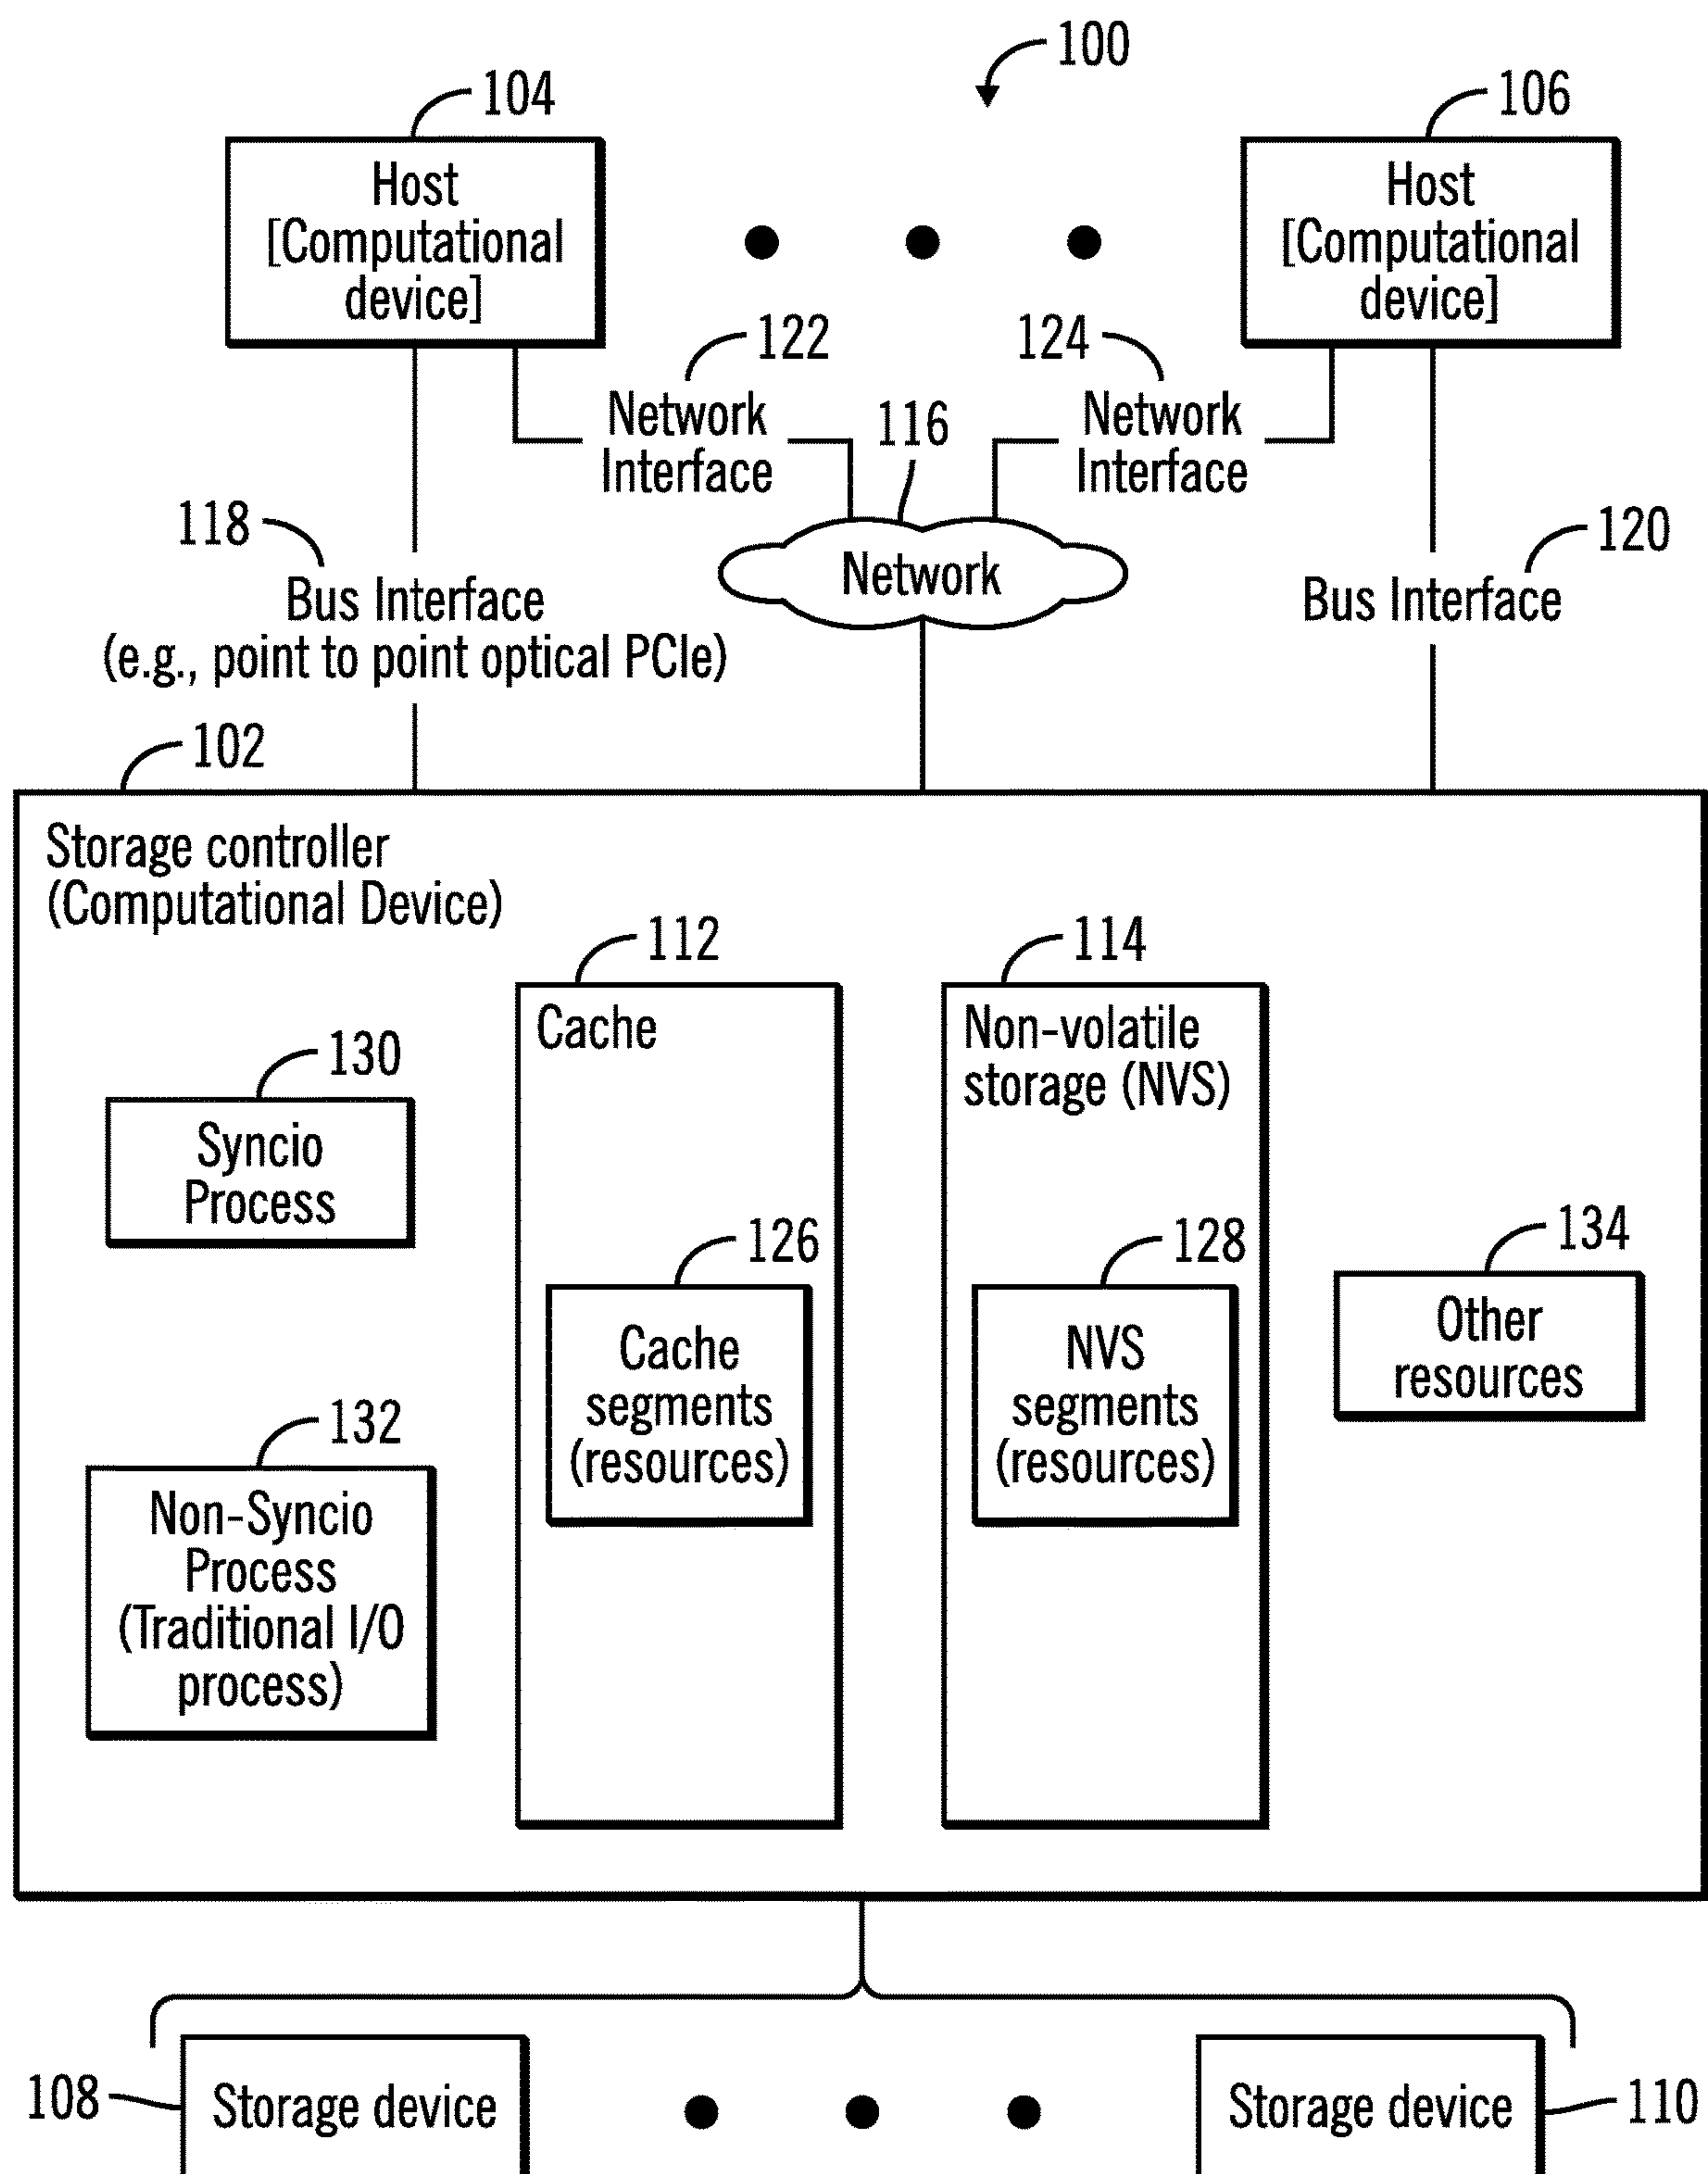 100
104
106
Host
[Computational
device]
Host
[Computational
device]
122
124
Network
Interface
116
Network
Interface
118
120
Network
Bus Interface
(e.g., point to point optical PCIe)
Bus Interface
102
Storage controller
(Computational Device)
112
114
Cache
Non-volatile
storage (NVS)
130
Syncio
Process
126
128
134
Cache
segments
(resources)
NVS
segments
(resources)
Other
resources
132
Non-Syncio
Process
(Traditional I/O
process)
108
Storage device
Storage device
110